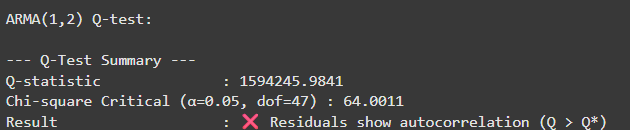 ARMA(1,2) Q-test:
--- Q-Test Summary ---
Q-statistic : 1594245.9841
Chi-square Critical (α=0.05, dof=47) : 64.0011
Result : ❌ Residuals show autocorrelation (Q > Q*)